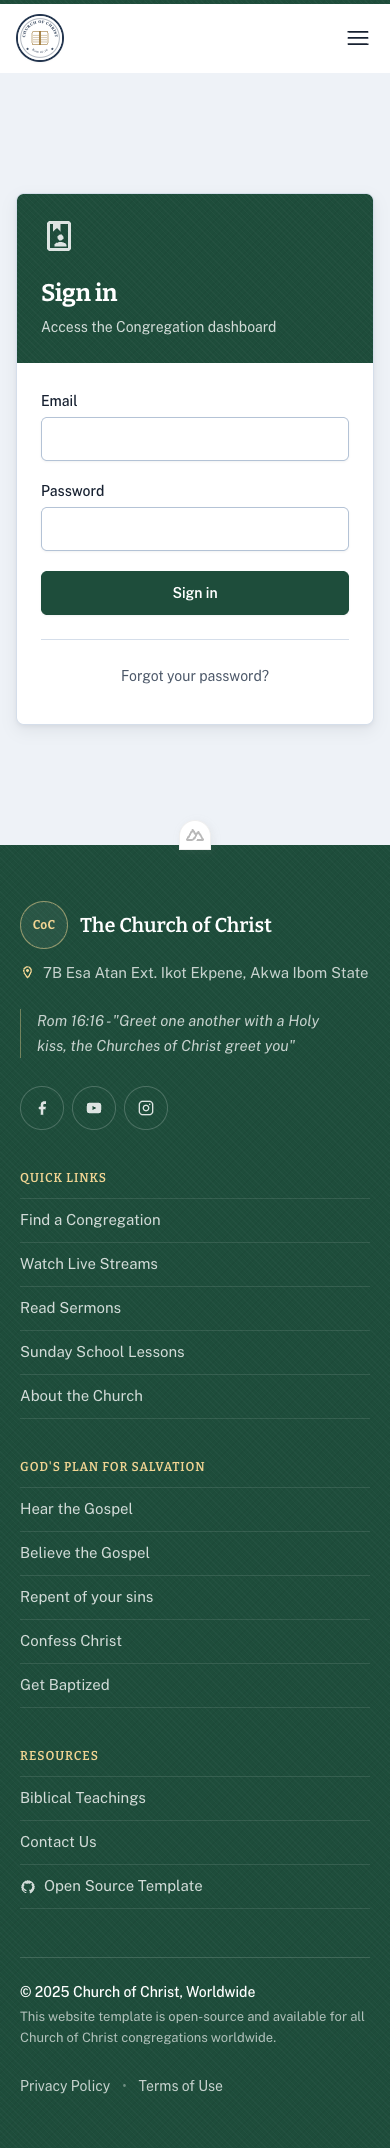 CHURCH OF CHRIST
Sign in
Access the Congregation dashboard
Email
Password
Sign in
Forgot your password?
CoC
The Church of Christ
7B Esa Atan Ext. Ikot Ekpene, Akwa Ibom State
Rom 16:16 - "Greet one another with a Holy
kiss, the Churches of Christ greet you"
QUICK LINKS
Find a Congregation
Watch Live Streams
Read Sermons
Sunday School Lessons
About the Church
GOD'S PLAN FOR SALVATION
Hear the Gospel
Believe the Gospel
Repent of your sins
Confess Christ
Get Baptized
RESOURCES
Biblical Teachings
Contact Us
Open Source Template
© 2025 Church of Christ, Worldwide
This website template is open-source and available for all
Church of Christ congregations worldwide.
Privacy Policy • Terms of Use